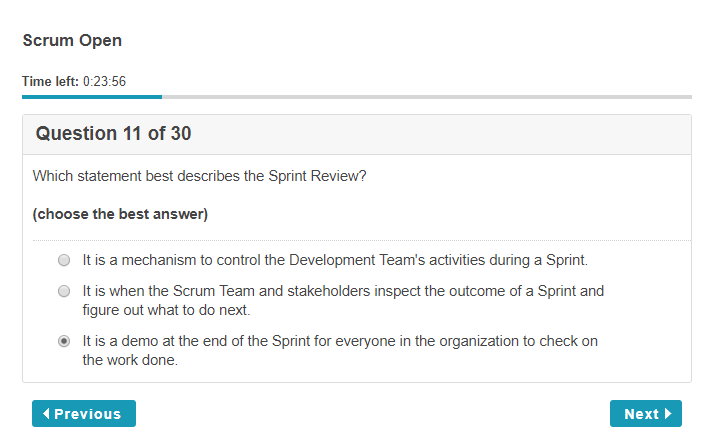 Scrum Open
Time left: 0:23:56
Question 11 of 30
Which statement best describes the Sprint Review?
(choose the best answer)
It is a mechanism to control the Development Team's activities during a Sprint.
It is when the Scrum Team and stakeholders inspect the outcome of a Sprint and
figure out what to do next.
It is a demo at the end of the Sprint for everyone in the organization to check on
the work done.
Previous
Next